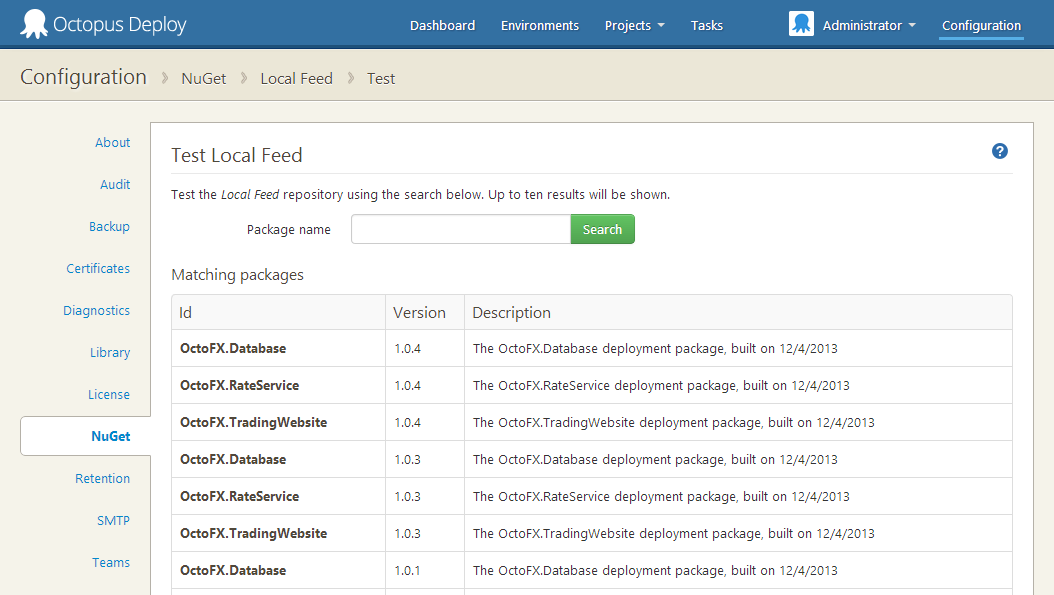 Octopus Deploy Dashboard Environments Projects Tasks Administrator Configuration
Configuration NuGet Local Feed Test
About
Audit
Backup
Certificates
Diagnostics
Library
License
NuGet
Retention
SMTP
Teams
Test Local Feed ?
Test the Local Feed repository using the search below. Up to ten results will be shown.
Package name Search
Matching packages
Id Version Description
OctoFX.Database 1.0.4 The OctoFX.Database deployment package, built on 12/4/2013
OctoFX.RateService 1.0.4 The OctoFX.RateService deployment package, built on 12/4/2013
OctoFX.TradingWebsite 1.0.4 The OctoFX.TradingWebsite deployment package, built on 12/4/2013
OctoFX.Database 1.0.3 The OctoFX.Database deployment package, built on 12/4/2013
OctoFX.RateService 1.0.3 The OctoFX.RateService deployment package, built on 12/4/2013
OctoFX.TradingWebsite 1.0.3 The OctoFX.TradingWebsite deployment package, built on 12/4/2013
OctoFX.Database 1.0.1 The OctoFX.Database deployment package, built on 12/4/2013